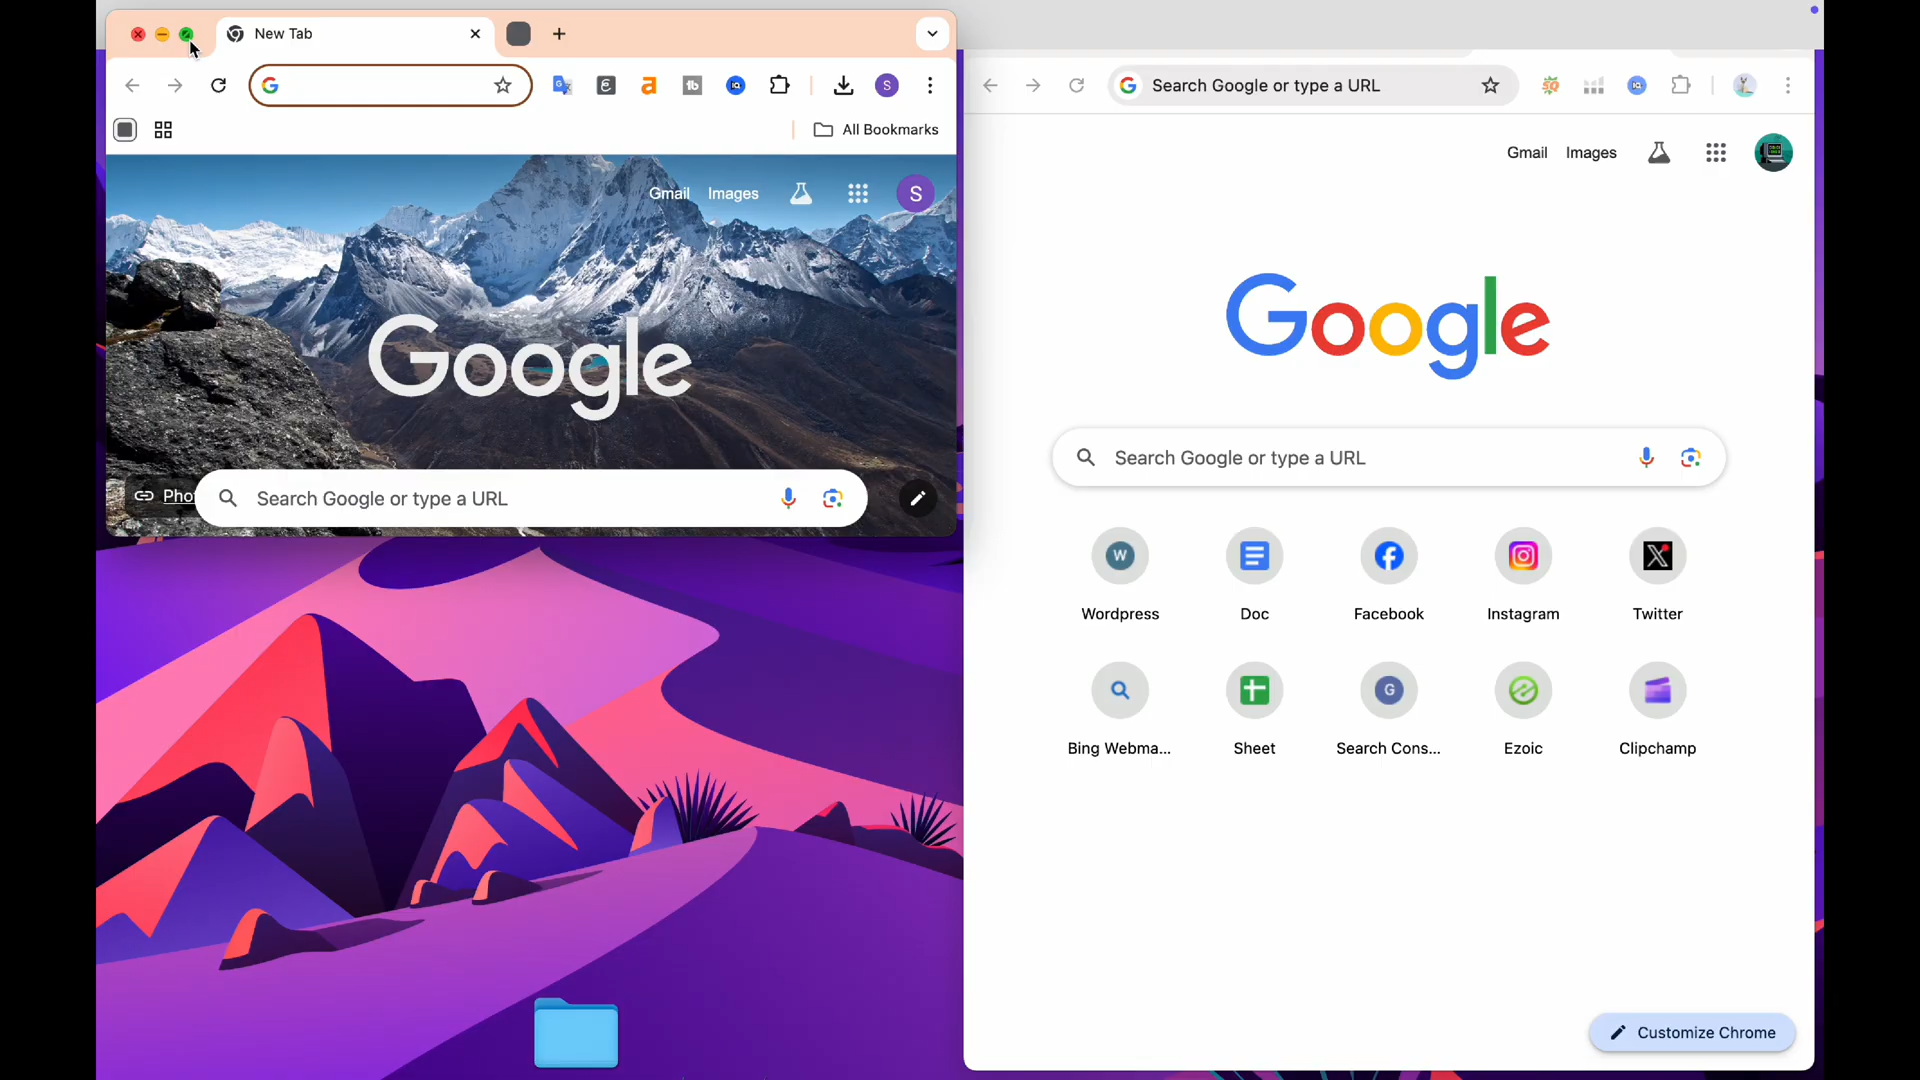 New Tab
Search Google or type a URL
S
All Bookmarks
Gmail Images
S
Google
Pho
Search Google or type a URL
Gmail Images
Google
Search Google or type a URL
W
Wordpress
Doc
Facebook
Instagram
Twitter
Bing Webma...
Sheet
G
Search Cons...
Ezoic
Clipchamp
Customize Chrome